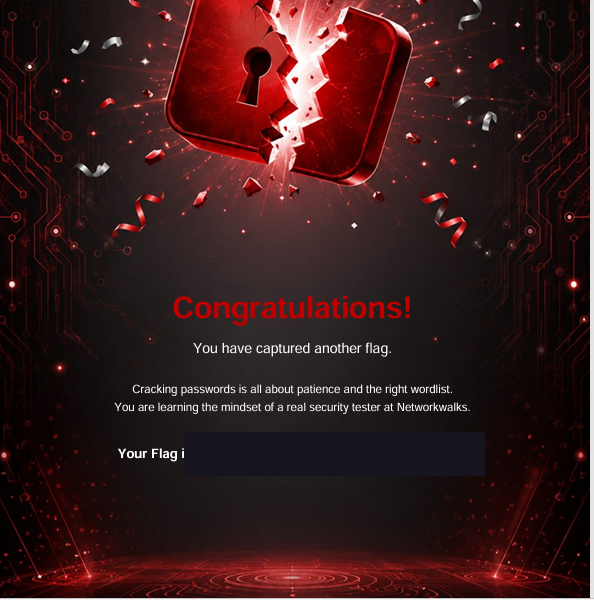 Congratulations!
You have captured another flag.
Cracking passwords is all about patience and the right wordlist.
You are learning the mindset of a real security tester at Networkwalks.
Your Flag i